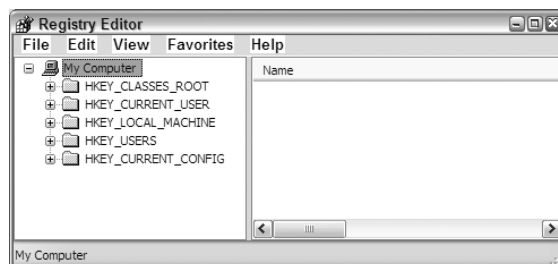 Registry Editor
File Edit View Favorites Help
My Computer
Name
HKEY_CLASSES_ROOT
HKEY_CURRENT_USER
HKEY_LOCAL_MACHINE
HKEY_USERS
HKEY_CURRENT_CONFIG
My Computer